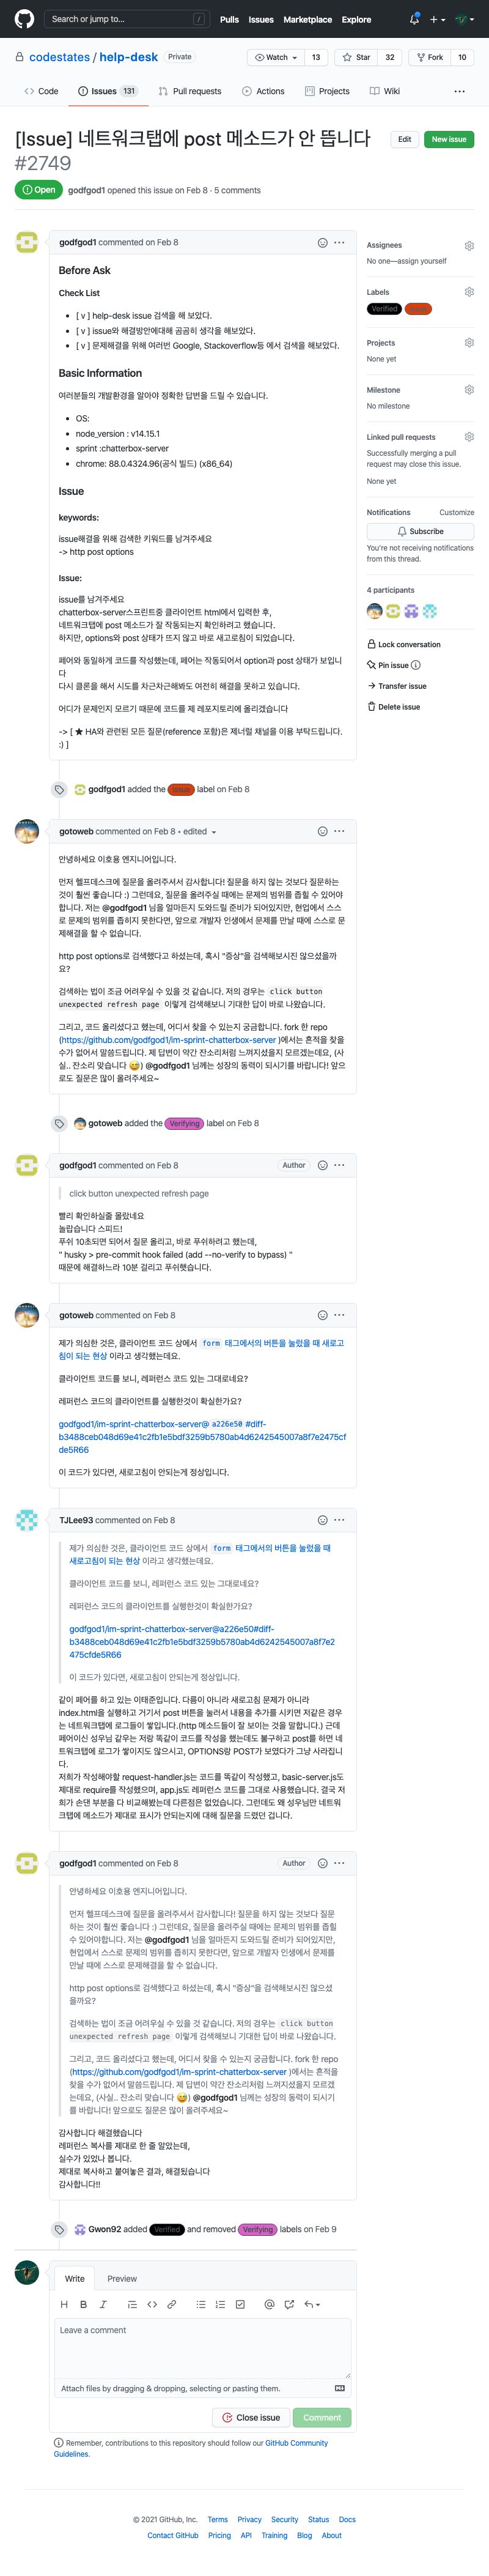 Search or jump to...
/
Pulls Issues Marketplace Explore
codestates / help-desk Private
Watch 13
Star 32
Fork 10
Code
Issues 131
Pull requests
Actions
Projects
Wiki
[Issue] 네트워크탭에 post 메소드가 안 뜹니다
#2749
Edit
New issue
Open
godfgod1 opened this issue on Feb 8 · 5 comments
godfgod1 commented on Feb 8
Before Ask
Check List
[ v ] help-desk issue 검색을 해 보았다.
[ v ] issue와 해결방안에대해 곰곰히 생각을 해보았다.
[ v ] 문제해결을 위해 여러번 Google, Stackoverflow등 에서 검색을 해보았다.
Basic Information
여러분들의 개발환경을 알아야 정확한 답변을 드릴 수 있습니다.
OS:
node_version : v14.15.1
sprint :chatterbox-server
chrome: 88.0.4324.96(공식 빌드) (x86_64)
Issue
keywords:
issue해결을 위해 검색한 키워드를 남겨주세요
-> http post options
Issue:
issue를 남겨주세요
chatterbox-server스프린트중 클라이언트 html에서 입력한 후,
네트워크탭에 post 메소드가 잘 작동되는지 확인하려고 했습니다.
하지만, options와 post 상태가 뜨지 않고 바로 새로고침이 되었습니다.
페어와 동일하게 코드를 작성했는데, 페어는 작동되어서 option과 post 상태가 보입니
다
다시 클론을 해서 시도를 차근차근해봐도 여전히 해결을 못하고 있습니다.
어디가 문제인지 모르기 때문에 코드를 제 레포지토리에 올리겠습니다
-> [ ★ HA와 관련된 모든 질문(reference 포함)은 제너럴 채널을 이용 부탁드립니다.
:) ]
Assignees
No one—assign yourself
Labels
Verified
Projects
None yet
Milestone
No milestone
Linked pull requests
Successfully merging a pull
request may close this issue.
None yet
Notifications Customize
Subscribe
You're not receiving notifications
from this thread.
4 participants
Lock conversation
Pin issue
Transfer issue
Delete issue
godfgod1 added the Issue label on Feb 8
gotoweb commented on Feb 8 • edited
안녕하세요 이호용 엔지니어입니다.
먼저 헬프데스크에 질문을 올려주셔서 감사합니다! 질문을 하지 않는 것보다 질문하는
것이 훨씬 좋습니다 :) 그런데요, 질문을 올려주실 때에는 문제의 범위를 좁힐 수 있어야
합니다. 저는 @godfgod1 님을 얼마든지 도와드릴 준비가 되어있지만, 현업에서 스스
로 문제의 범위를 좁히지 못한다면, 앞으로 개발자 인생에서 문제를 만날 때에 스스로 문
제해결을 할 수 없습니다.
http post options로 검색했다고 하셨는데, 혹시 "증상"을 검색해보시진 않으셨을까
요?
검색하는 법이 조금 어려우실 수 있을 것 같습니다. 저의 경우는 click button
unexpected refresh page 이렇게 검색해보니 기대한 답이 바로 나왔습니다.
그리고, 코드 올리셨다고 했는데, 어디서 찾을 수 있는지 궁금합니다. fork 한 repo
(https://github.com/godfgod1/im-sprint-chatterbox-server )에서는 흔적을 찾을
수가 없어서 말씀드립니다. 제 답변이 약간 잔소리처럼 느껴지셨을지 모르겠는데요, (사
실.. 잔소리 맞습니다 😅) @godfgod1 님께는 성장의 동력이 되시기를 바랍니다! 앞으
로도 질문은 많이 올려주세요~
gotoweb added the Verifying label on Feb 8
godfgod1 commented on Feb 8 Author
click button unexpected refresh page
빨리 확인하실줄 몰랐네요
놀랍습니다 스피드!
푸쉬 10초되면 되어서 질문 올리고, 바로 푸쉬하려고 했는데,
" husky > pre-commit hook failed (add --no-verify to bypass) "
때문에 해결하느라 10분 걸리고 푸쉬했습니다.
gotoweb commented on Feb 8
제가 의심한 것은, 클라이언트 코드 상에서 form 태그에서의 버튼을 눌렀을 때 새로고
침이 되는 현상 이라고 생각했는데요.
클라이언트 코드를 보니, 레퍼런스 코드 있는 그대로네요?
레퍼런스 코드의 클라이언트를 실행한것이 확실한가요?
godfgod1/im-sprint-chatterbox-server@ a226e50 #diff-
b3488ceb048d69e41c2fb1e5bdf3259b5780ab4d6242545007a8f7e2475cf
de5R66
이 코드가 있다면, 새로고침이 안되는게 정상입니다.
TJLee93 commented on Feb 8
제가 의심한 것은, 클라이언트 코드 상에서 form 태그에서의 버튼을 눌렀을 때
새로고침이 되는 현상 이라고 생각했는데요.
클라이언트 코드를 보니, 레퍼런스 코드 있는 그대로네요?
레퍼런스 코드의 클라이언트를 실행한것이 확실한가요?
godfgod1/im-sprint-chatterbox-server@a226e50#diff-
b3488ceb048d69e41c2fb1e5bdf3259b5780ab4d6242545007a8f7e2
475cfde5R66
이 코드가 있다면, 새로고침이 안되는게 정상입니다.
같이 페어를 하고 있는 이태준입니다. 다름이 아니라 새로고침 문제가 아니라
index.html을 실행하고 거기서 post 버튼을 눌러서 내용을 추가를 시키면 저같은 경우
는 네트워크탭에 로그들이 쌓입니다.(http 메소드들이 잘 보이는 것을 말합니다.) 근데
페어이신 성우님 같우는 저랑 똑같이 코드를 작성을 했는데도 불구하고 post를 하면 네
트워크탭에 로그가 쌓이지도 않으시고, OPTIONS랑 POST가 보였다가 그냥 사라집니
다.
저희가 작성해야할 request-handler.js는 코드를 똑같이 작성했고, basic-server.js도
제대로 require를 작성했으며, app.js도 레퍼런스 코드를 그대로 사용했습니다. 결국 저
희가 손댄 부분을 다 비교해봤는데 다른점은 없었습니다. 그런데도 왜 성우님만 네트워
크탭에 메소드가 제대로 표시가 안되는지에 대해 질문을 드렸던 겁니다.
godfgod1 commented on Feb 8 Author
안녕하세요 이호용 엔지니어입니다.
먼저 헬프데스크에 질문을 올려주셔서 감사합니다! 질문을 하지 않는 것보다 질문
하는 것이 훨씬 좋습니다 :) 그런데요, 질문을 올려주실 때에는 문제의 범위를 좁힐
수 있어야합니다. 저는 @godfgod1 님을 얼마든지 도와드릴 준비가 되어있지만,
현업에서 스스로 문제의 범위를 좁히지 못한다면, 앞으로 개발자 인생에서 문제를
만날 때에 스스로 문제해결을 할 수 없습니다.
http post options로 검색했다고 하셨는데, 혹시 "증상"을 검색해보시진 않으셨
을까요?
검색하는 법이 조금 어려우실 수 있을 것 같습니다. 저의 경우는 click button
unexpected refresh page 이렇게 검색해보니 기대한 답이 바로 나왔습니다.
그리고, 코드 올리셨다고 했는데, 어디서 찾을 수 있는지 궁금합니다. fork 한 repo
(https://github.com/godfgod1/im-sprint-chatterbox-server )에서는 흔적을
찾을 수가 없어서 말씀드립니다. 제 답변이 약간 잔소리처럼 느껴지셨을지 모르겠
는데요, (사실.. 잔소리 맞습니다 😅) @godfgod1 님께는 성장의 동력이 되시기
를 바랍니다! 앞으로도 질문은 많이 올려주세요~
감사합니다 해결했습니다
레퍼런스 복사를 제대로 한 줄 알았는데,
실수가 있었나 봅니다.
제대로 복사하고 붙여놓은 결과, 해결됬습니다
감사합니다!!
Gwon92 added Verified and removed Verifying labels on Feb 9
Write
Preview
Leave a comment
Attach files by dragging & dropping, selecting or pasting them.
Close issue
Comment
Remember, contributions to this repository should follow our GitHub Community
Guidelines.
© 2021 GitHub, Inc. Terms Privacy Security Status Docs
Contact GitHub Pricing API Training Blog About